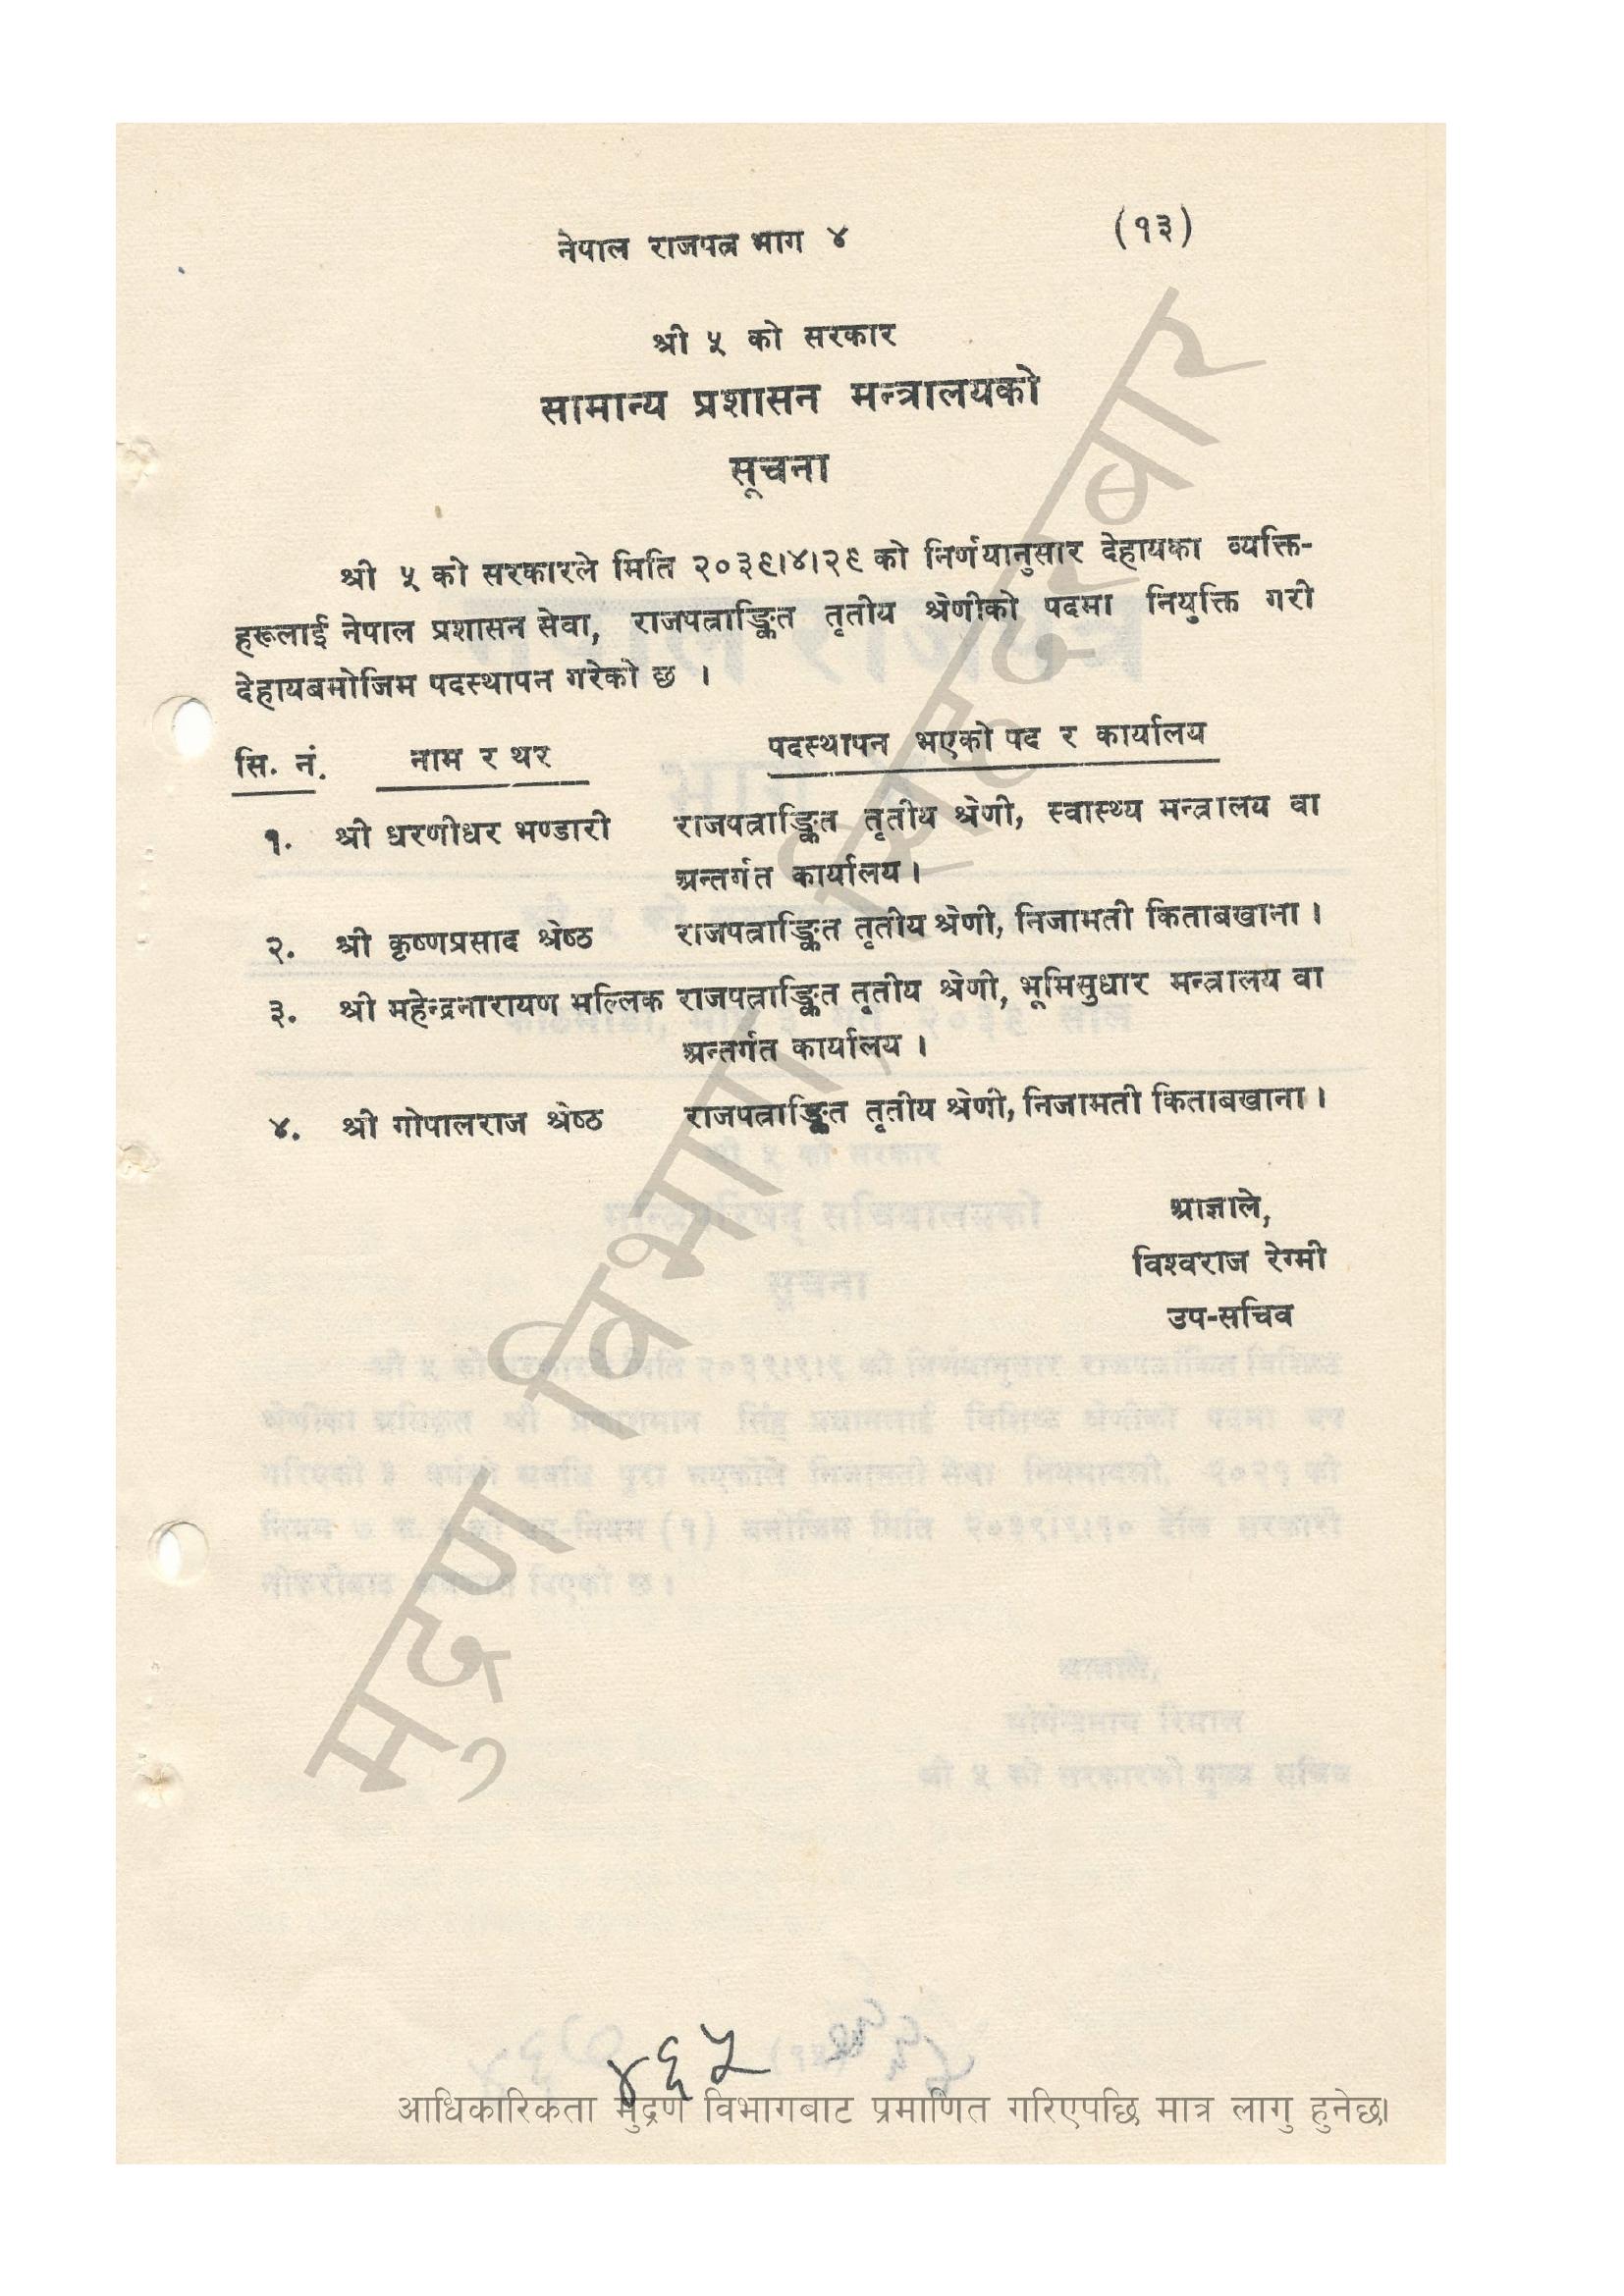 नेपाल राजपत्र भाग ४ (१३)
श्री ५ को सरकार
सामान्य प्रशासन मन्त्रालयको
सूचना
श्री ५ को सरकारले मिति २०३९।४।२९ को निर्णयानुसार देहायका व्यक्ति-
हरूलाई नेपाल प्रशासन सेवा, राजपत्राङ्कित तृतीय श्रेणीको पदमा नियुक्ति गरी
देहायबमोजिम पदस्थापन गरेको छ ।
सि. नं. नाम र थर पदस्थापन भएको पद र कार्यालय
१. श्री धरणीधर भण्डारी राजपत्राङ्कित तृतीय श्रेणी, स्वास्थ्य मन्त्रालय वा
अन्तर्गत कार्यालय ।
२. श्री कृष्णप्रसाद श्रेष्ठ राजपत्राङ्कित तृतीय श्रेणी, निजामती किताबखाना ।
३. श्री महेन्द्रनारायण मल्लिक राजपत्राङ्कित तृतीय श्रेणी, भूमिसुधार मन्त्रालय वा
अन्तर्गत कार्यालय ।
४. श्री गोपालराज श्रेष्ठ राजपत्राङ्कित तृतीय श्रेणी, निजामती किताबखाना ।
आज्ञाले,
विश्वराज रेग्मी
उप-सचिव
मुद्रण विभाग, सिंहदरबार
४६५
आधिकारिकता मुद्रण विभागबाट प्रमाणित गरिएपछि मात्र लागु हुनेछ।